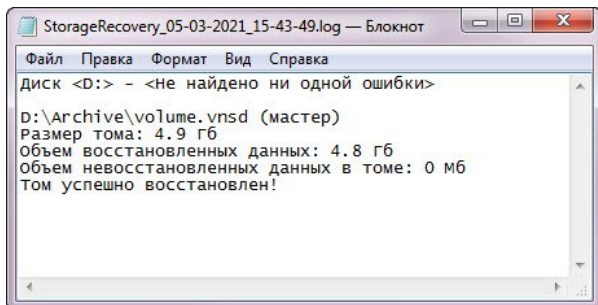 StorageRecovery_05-03-2021_15-43-49.log — Блокнот
Файл Правка Формат Вид Справка
Диск <D:> – <Не найдено ни одной ошибки>
D:\Archive\volume.vnsd (мастер)
Размер тома: 4.9 Гб
Объем восстановленных данных: 4.8 Гб
Объем невосстановленных данных в томе: 0 Мб
Том успешно восстановлен!